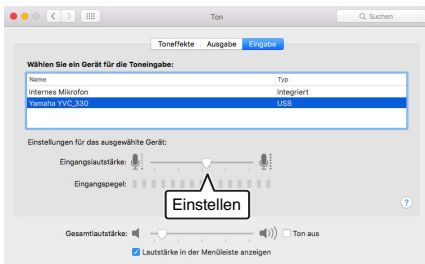 Ton
Suchen
Toneffekte Ausgabe Eingabe
Wählen Sie ein Gerät für die Toneingabe:
Name Typ
Internes Mikrofon Integriert
Yamaha YVC_330 USB
Einstellungen für das ausgewählte Gerät:
Eingangslautstärke:
Eingangspegel:
Einstellen
?
Gesamtlautstärke: Ton aus
Lautstärke in der Menüleiste anzeigen